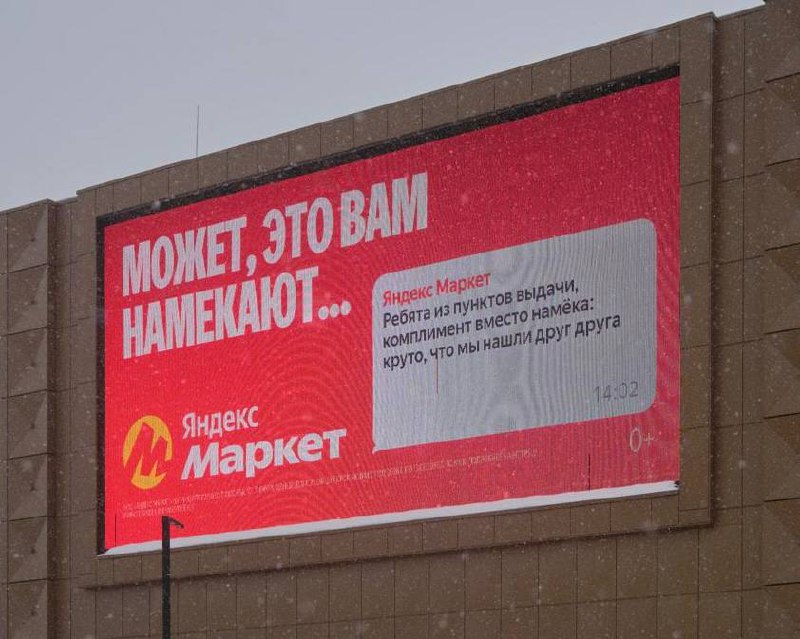 МОЖЕТ, ЭТО ВАМ
НАМЕКАЮТ...
Яндекс Маркет
Ребята из пунктов выдачи,
комплимент вместо намёка:
круто, что мы нашли друг друга
14:02
Яндекс
Маркет
0+